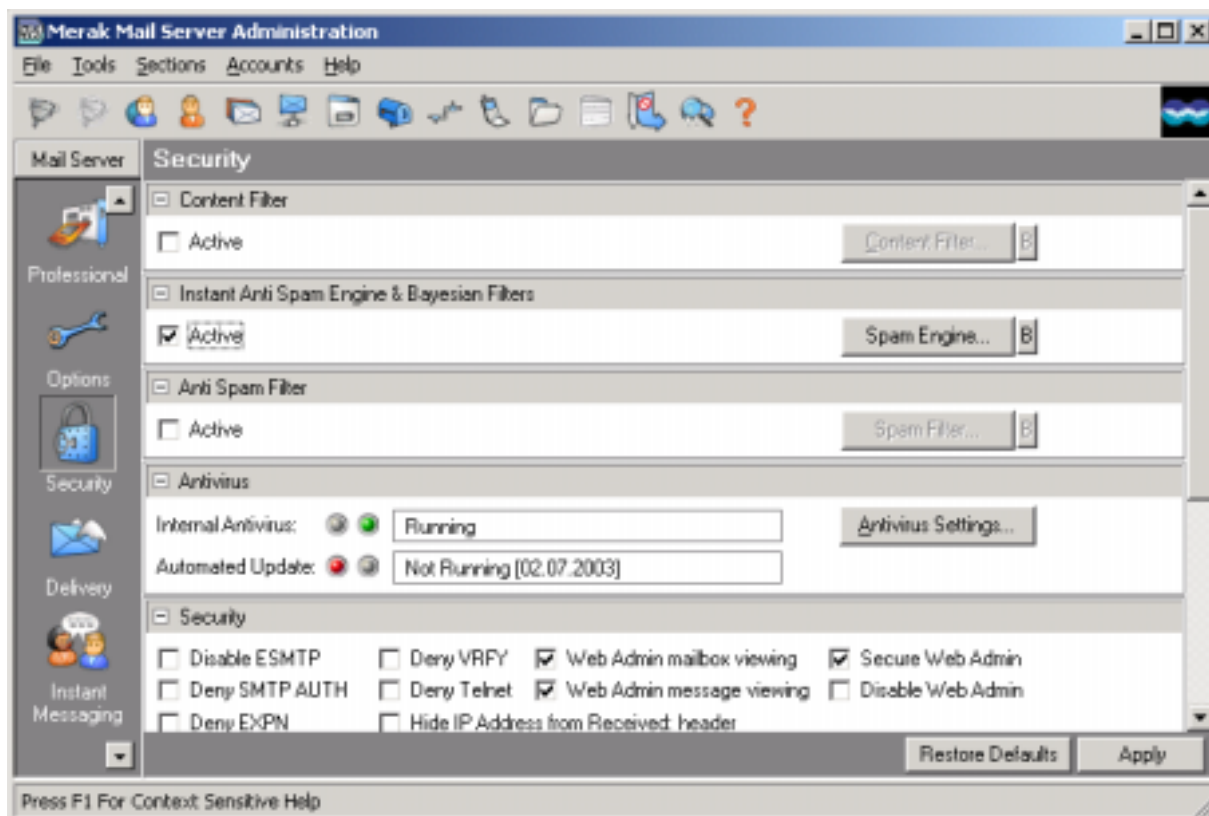 Merak Mail Server Administration
File Tools Sections Accounts Help
Mail Server
Security
Professional
Options
Security
Delivery
Instant
Messaging
Content Filter
Active
Content Filter... B
Instant Anti Spam Engine & Bayesian Filters
Active
Spam Engine... B
Anti Spam Filter
Active
Spam Filter... B
Antivirus
Internal Antivirus: Running
Antivirus Settings...
Automated Update: Not Running [02.07.2003]
Security
Disable ESMTP Deny VRFY Web Admin mailbox viewing Secure Web Admin
Deny SMTP AUTH Deny Telnet Web Admin message viewing Disable Web Admin
Deny EXPN Hide IP Address from Received: header
Restore Defaults Apply
Press F1 For Context Sensitive Help